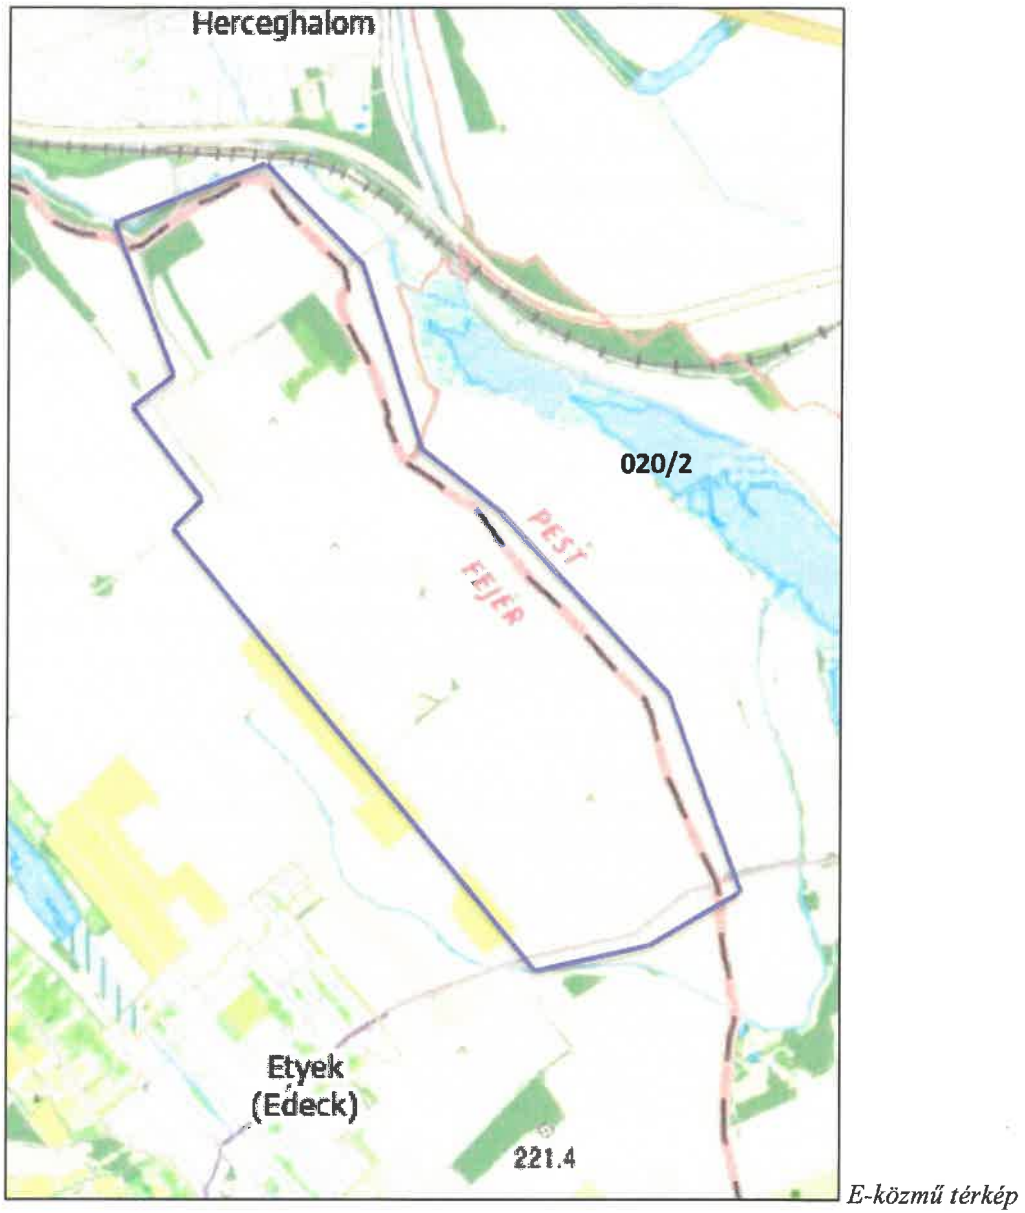 Herceghalom
020/2
PEST
FEJÉR
Etyek
(Edeck)
221.4
E-közmű térkép